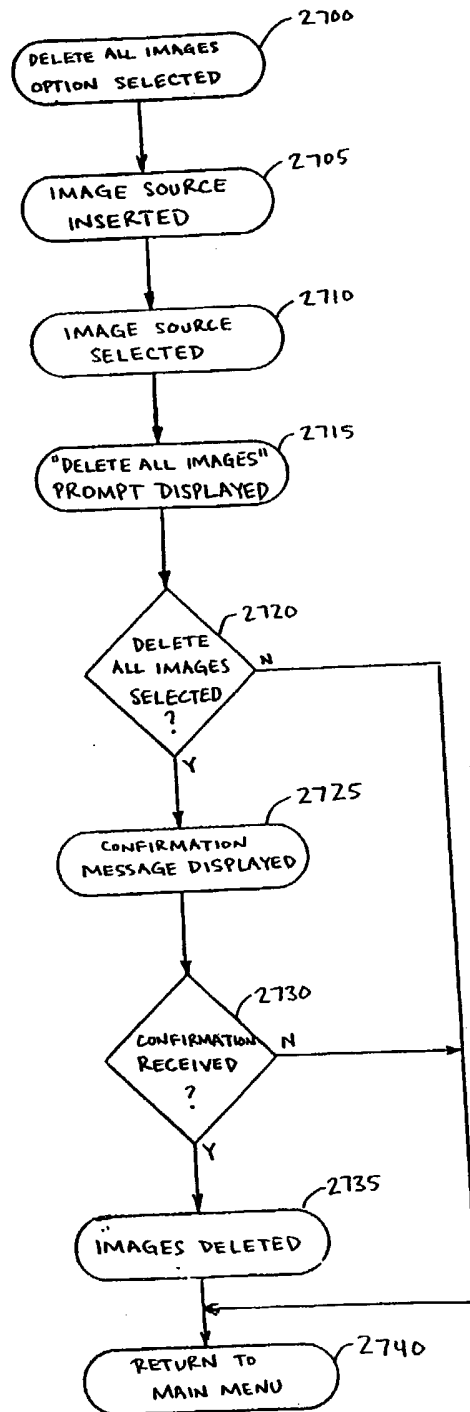 2700
DELETE ALL IMAGES
OPTION SELECTED
2705
IMAGE SOURCE
INSERTED
2710
IMAGE SOURCE
SELECTED
2715
"DELETE ALL IMAGES"
PROMPT DISPLAYED
2720
DELETE
ALL IMAGES
SELECTED
?
N
Y
2725
CONFIRMATION
MESSAGE DISPLAYED
2730
CONFIRMATION
RECEIVED
?
N
Y
2735
IMAGES DELETED
2740
RETURN TO
MAIN MENU